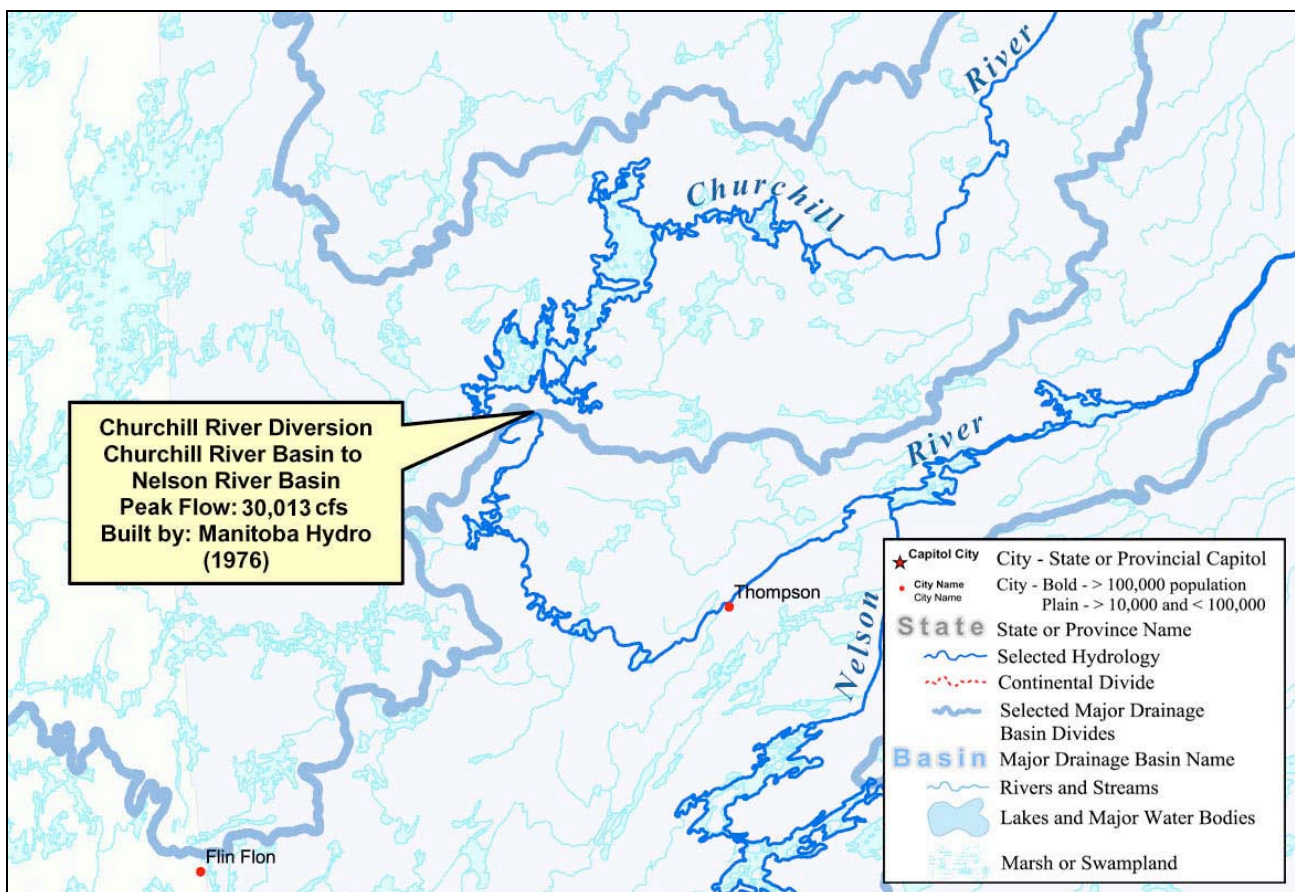 River
Churchill
Churchill River Diversion
Churchill River Basin to
Nelson River Basin
Peak Flow: 30,013 cfs
Built by: Manitoba Hydro
(1976)
River
Thompson
Nelson
Flin Flon
Capitol City
City - State or Provincial Capitol
City Name
City Name
City - Bold - > 100,000 population
Plain - > 10,000 and < 100,000
State
State or Province Name
Selected Hydrology
Continental Divide
Selected Major Drainage
Basin Divides
Basin
Major Drainage Basin Name
Rivers and Streams
Lakes and Major Water Bodies
Marsh or Swampland